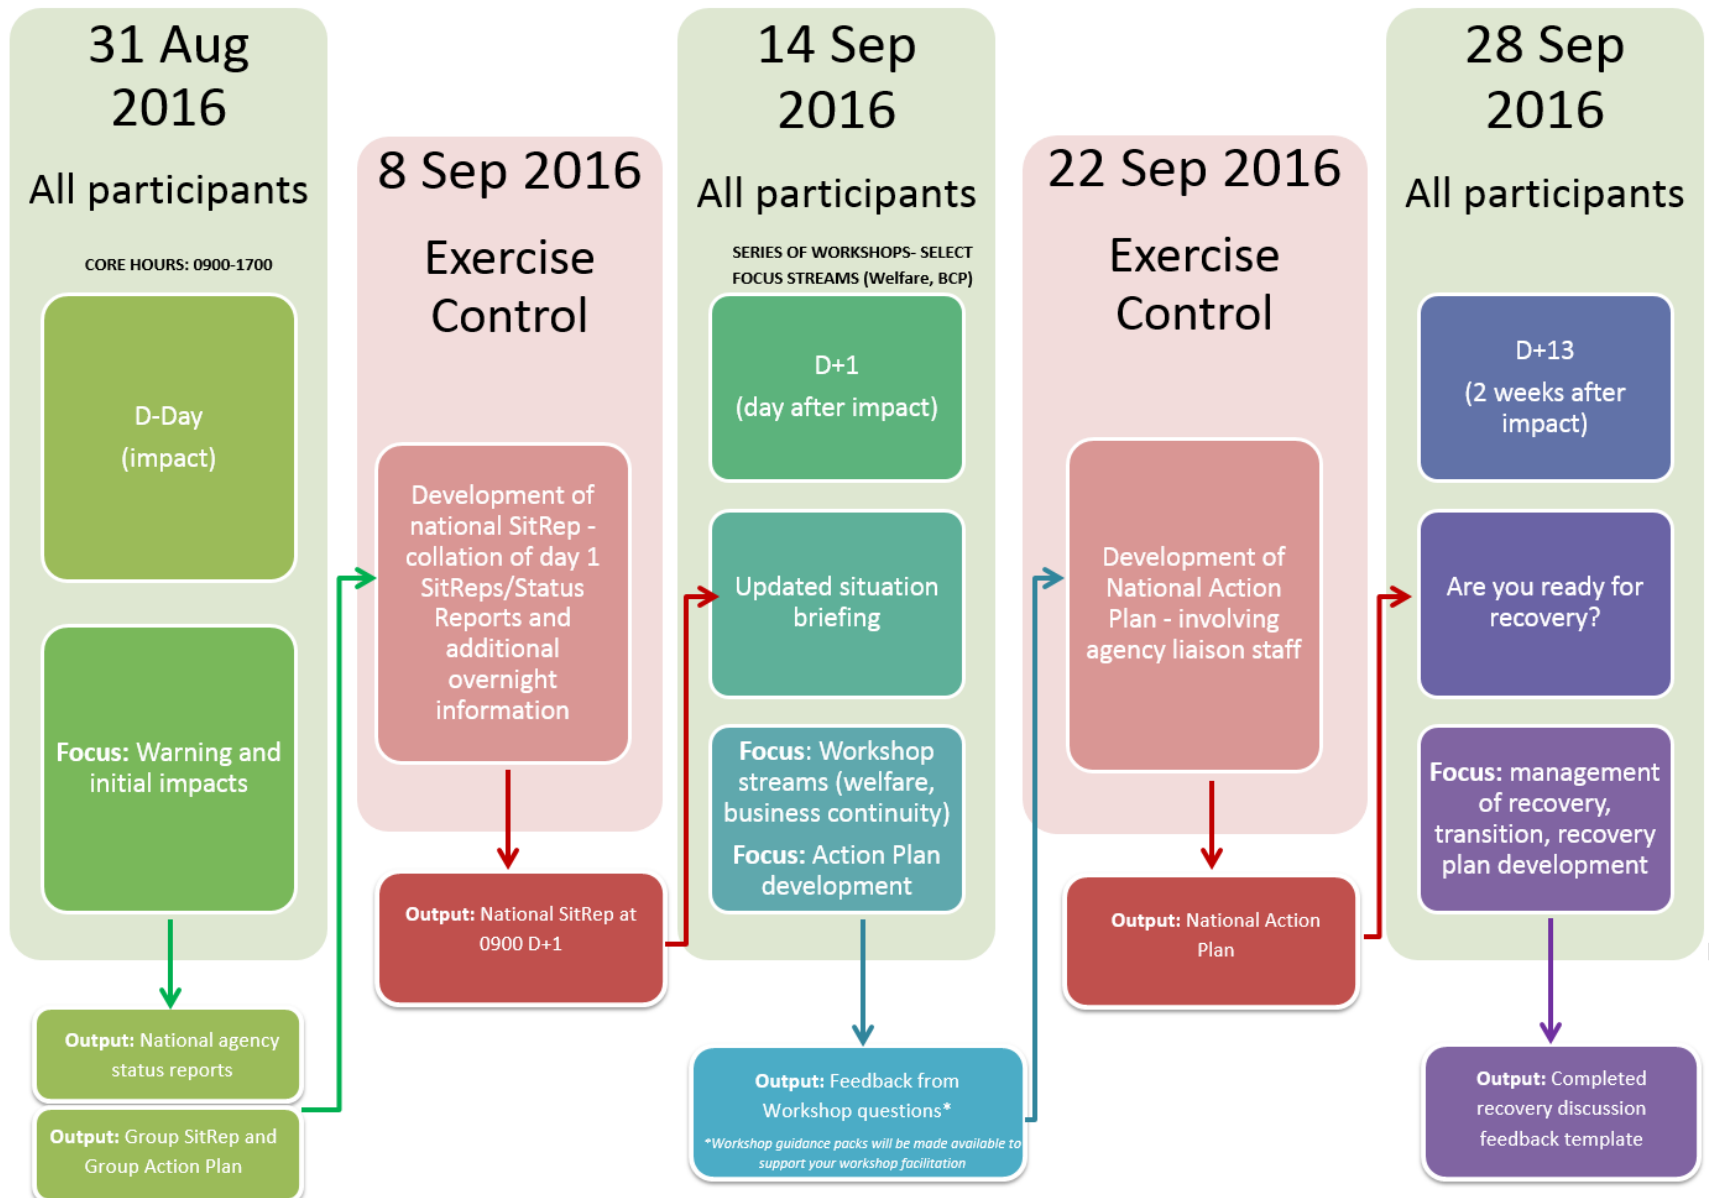 31 Aug
2016
All participants
CORE HOURS: 0900-1700
D-Day
(impact)
Focus: Warning and
initial impacts
Output: National agency
status reports
Output: Group SitRep and
Group Action Plan
8 Sep 2016
Exercise
Control
Development of
national SitRep -
collation of day 1
SitReps/Status
Reports and
additional
overnight
information
Output: National SitRep at
0900 D+1
14 Sep
2016
All participants
SERIES OF WORKSHOPS- SELECT
FOCUS STREAMS (Welfare, BCP)
D+1
(day after impact)
Updated situation
briefing
Focus: Workshop
streams (welfare,
business continuity)
Focus: Action Plan
development
Output: Feedback from
Workshop questions*
*Workshop guidance packs will be made available to
support your workshop facilitation
22 Sep 2016
Exercise
Control
Development of
National Action
Plan - involving
agency liaison staff
Output: National Action
Plan
28 Sep
2016
All participants
D+13
(2 weeks after
impact)
Are you ready for
recovery?
Focus: management
of recovery,
transition, recovery
plan development
Output: Completed
recovery discussion
feedback template